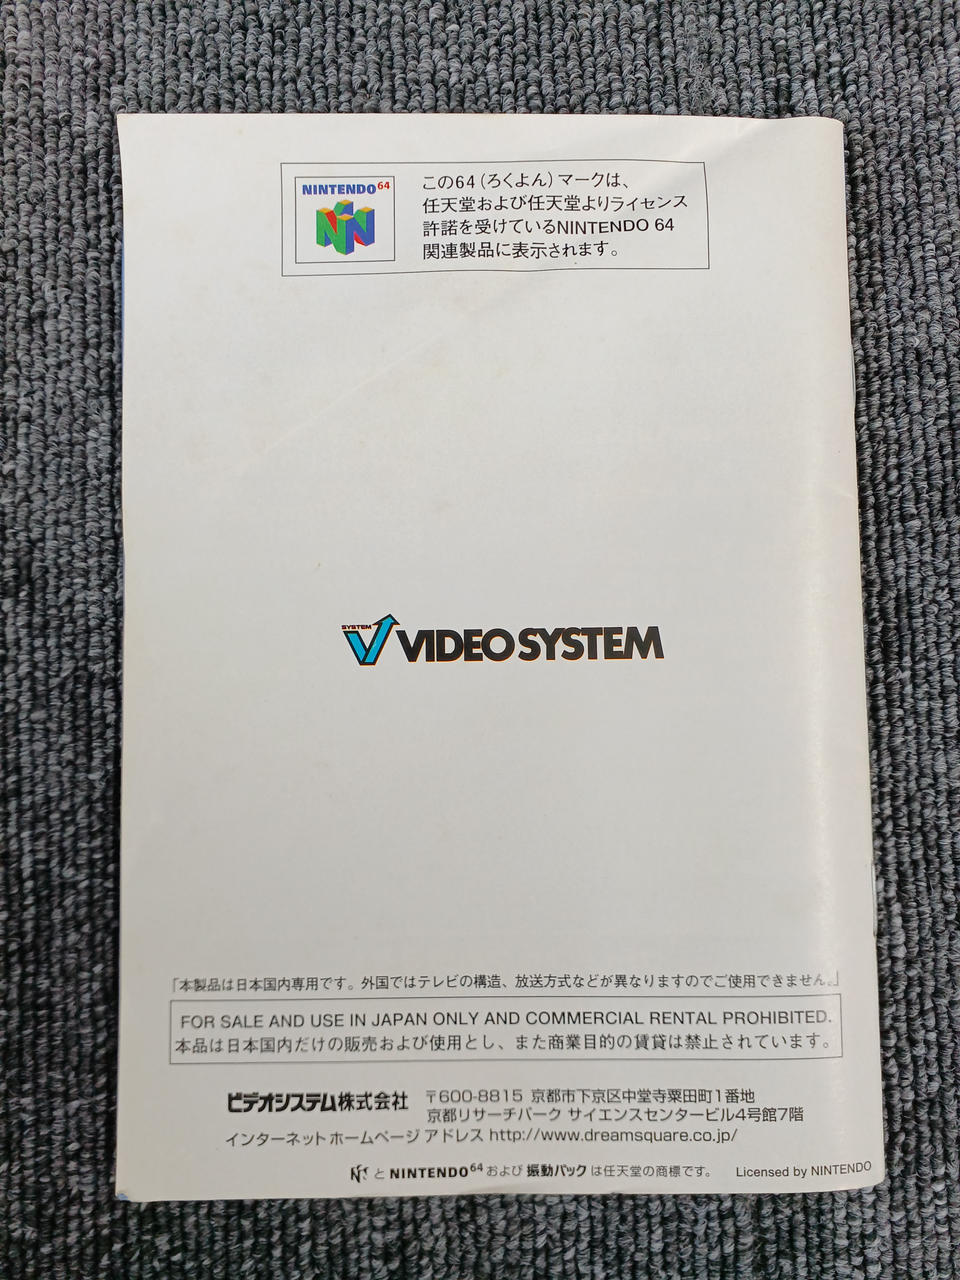 NINTENDO 64
この64（ろくよん）マークは、
任天堂および任天堂よりライセンス
許諾を受けているNINTENDO 64
関連製品に表示されます。
SYSTEM
VIDEO SYSTEM
「本製品は日本国内専用です。外国ではテレビの構造、放送方式などが異なりますのでご使用できません。」
FOR SALE AND USE IN JAPAN ONLY AND COMMERCIAL RENTAL PROHIBITED.
本品は日本国内だけの販売および使用とし、また商業目的の賃貸は禁止されています。
ビデオシステム株式会社 〒600-8815 京都市下京区中堂寺粟田町1番地
京都リサーチパーク サイエンスセンタービル4号館7階
インターネットホームページ アドレス http://www.dreamsquare.co.jp/
と NINTENDO64 および 振動パック は任天堂の商標です。 Licensed by NINTENDO